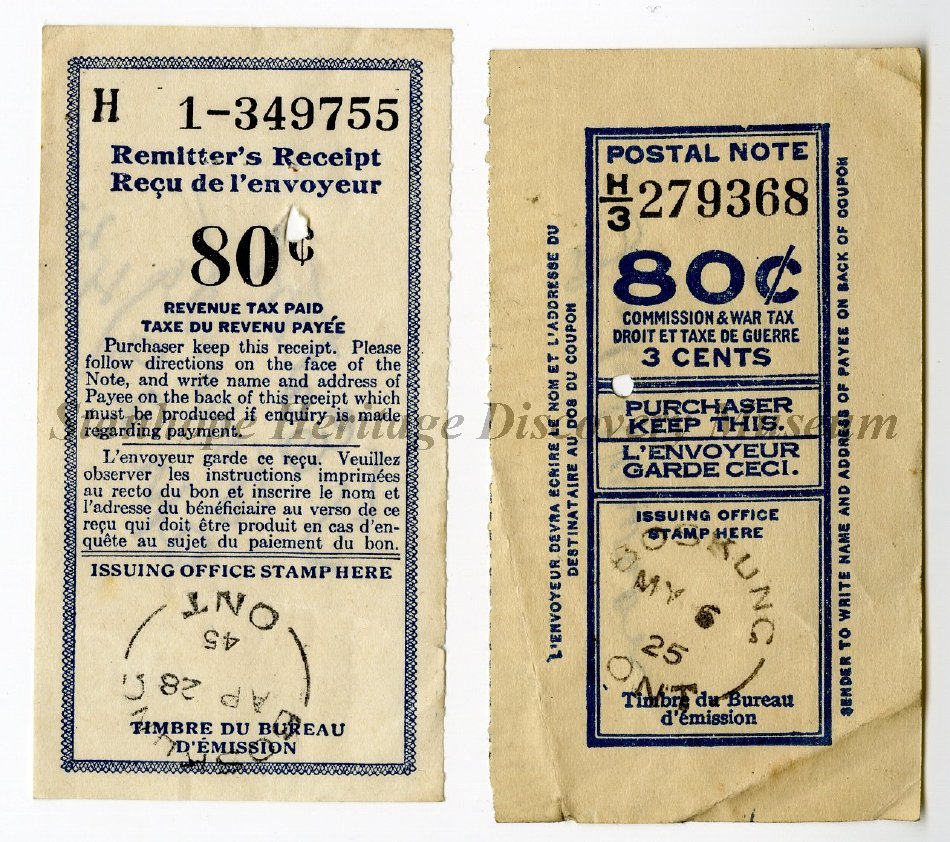 H 1-349755
Remitter's Receipt
Reçu de l'envoyeur
80¢
REVENUE TAX PAID
TAXE DU REVENU PAYÉE
Purchaser keep this receipt. Please
follow directions on the face of the
Note, and write name and address of
Payee on the back of this receipt which
must be produced if enquiry is made
regarding payment.
L'envoyeur garde ce reçu. Veuillez
observer les instructions imprimées
au recto du bon et inscrire le nom et
l'adresse du bénéficiaire au verso de ce
reçu qui doit être produit en cas d'en-
quête au sujet du paiement du bon.
ISSUING OFFICE STAMP HERE
ONT
45
AP 28
TIMBRE DU BUREAU
D'ÉMISSION
L'ENVOYEUR DEVRA ECRIRE LE NOM ET L'ADDRESSE DU
DESTINATAIRE AU DOS DU COUPON
POSTAL NOTE
H/3 279368
80¢
COMMISSION & WAR TAX
DROIT ET TAXE DE GUERRE
3 CENTS
PURCHASER
KEEP THIS.
L'ENVOYEUR
GARDE CECI.
ISSUING OFFICE
STAMP HERE
BOSKUNG
MY 6
25
ONT
Timbre du Bureau
d'émission
SENDER TO WRITE NAME AND ADDRESS OF PAYEE ON BACK OF COUPON
Stanhope Heritage Discovery Museum